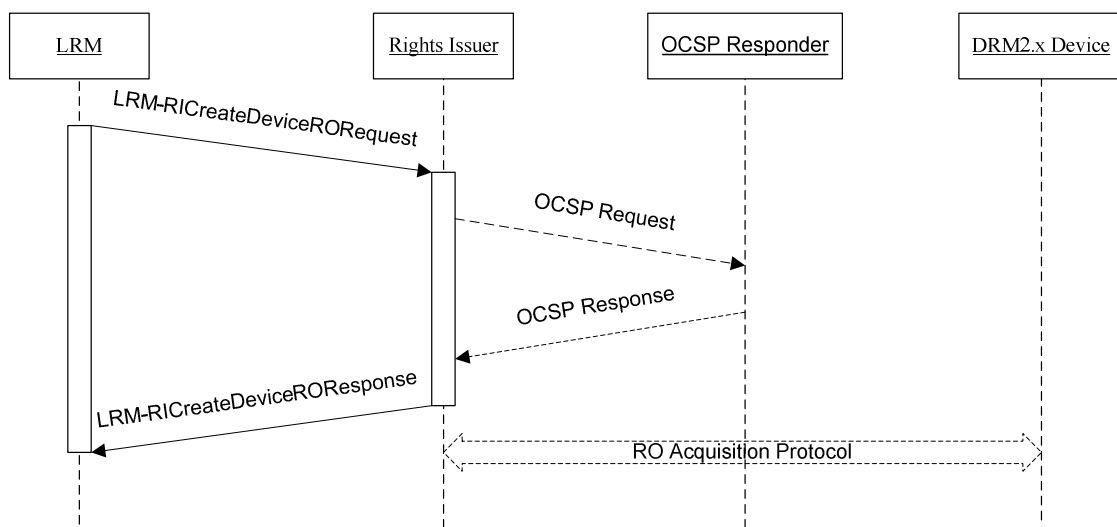 LRM
Rights Issuer
OCSP Responder
DRM2.x Device
LRM-RICreateDeviceRORequest
OCSP Request
OCSP Response
LRM-RICreateDeviceROResponse
RO Acquisition Protocol